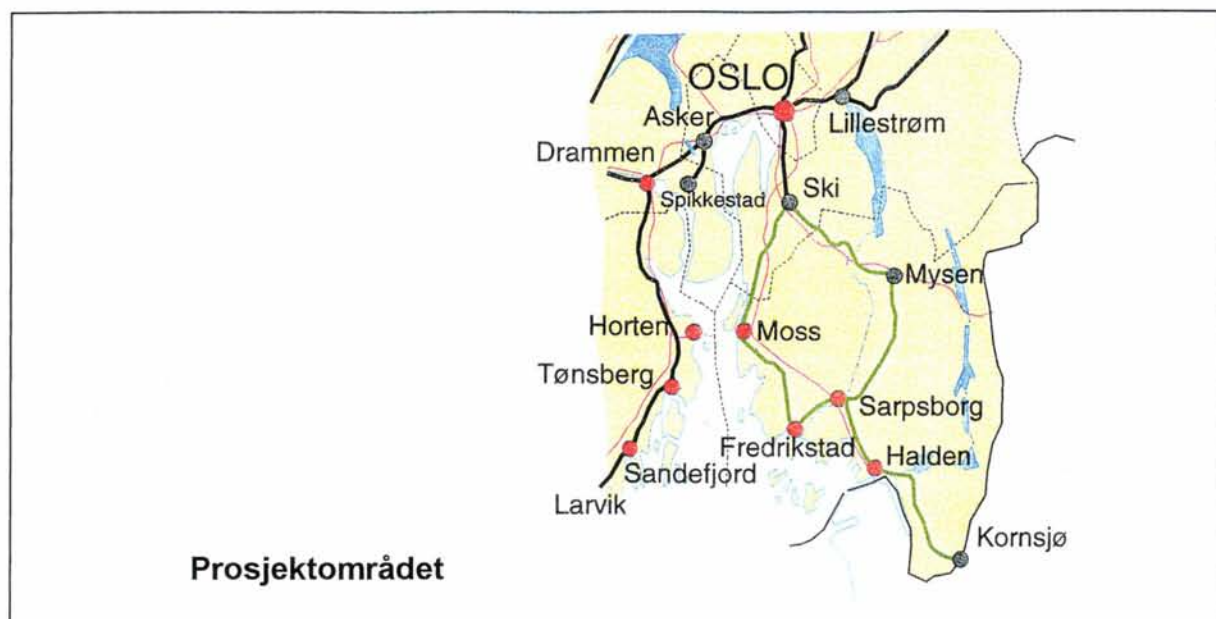 OSLO
Asker
Lillestrøm
Drammen
Spikkestad
Ski
Mysen
Horten
Moss
Tønsberg
Sarpsborg
Fredrikstad
Halden
Sandefjord
Larvik
Kornsjø
Prosjektområdet